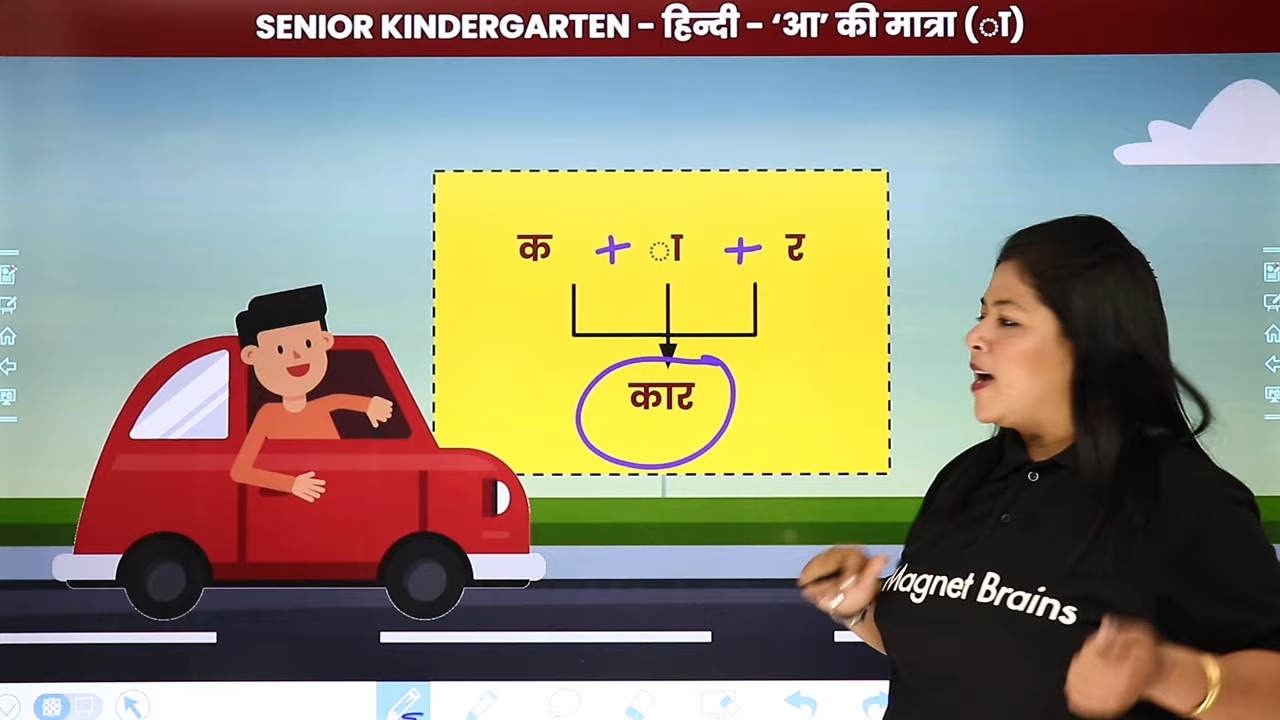 SENIOR KINDERGARTEN - हिन्दी - ‘आ’ की मात्रा (ा)
क + ा + र
कार
Magnet Brains